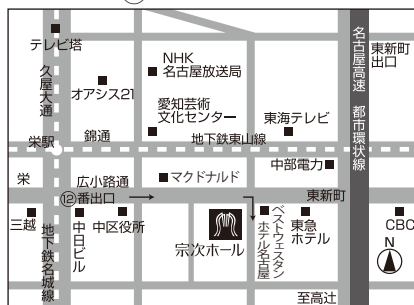 テレビ塔
久屋大通
オアシス21
NHK
名古屋放送局
愛知芸術
文化センター
名古屋高速 都市環状線
東新町
出口
栄駅
錦通
地下鉄東山線
東海テレビ
中部電力
栄
広小路通
マクドナルド
東新町
⑫番出口
三越
地下鉄名城線
中日ビル
中区役所
宗次ホール
ベストウェスタン
ホテル名古屋
東急
ホテル
CBC
N
至高辻